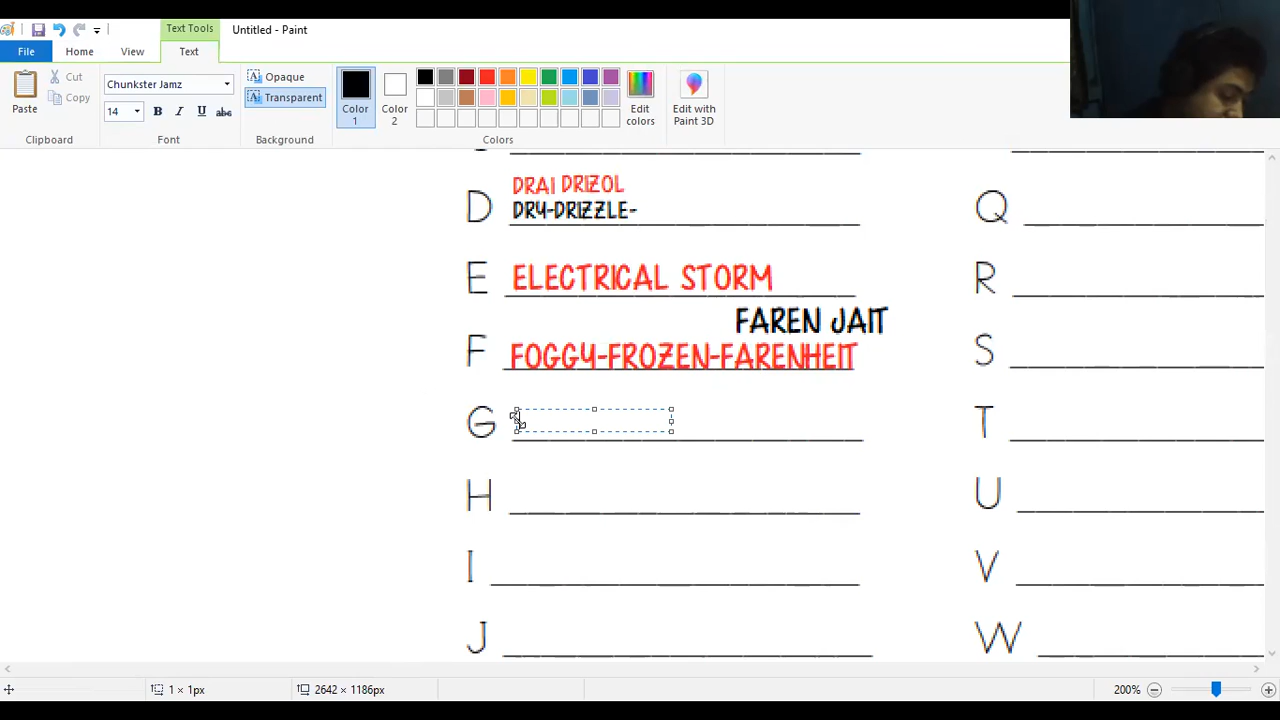 Text Tools
Untitled - Paint
File
Home
View
Text
Paste
Cut
Copy
Clipboard
Chunkster Jamz
14
B I U abc
Font
Opaque
Transparent
Background
Color 1
Color 2
Edit colors
Colors
Edit with Paint 3D
DRAI DRIZOL
D DRY-DRIZZLE-
E ELECTRICAL STORM
FAREN JAIT
F FOGGY-FROZEN-FARENHEIT
G
H
I
J
Q
R
S
T
U
V
W
1 × 1px
2642 × 1186px
200%